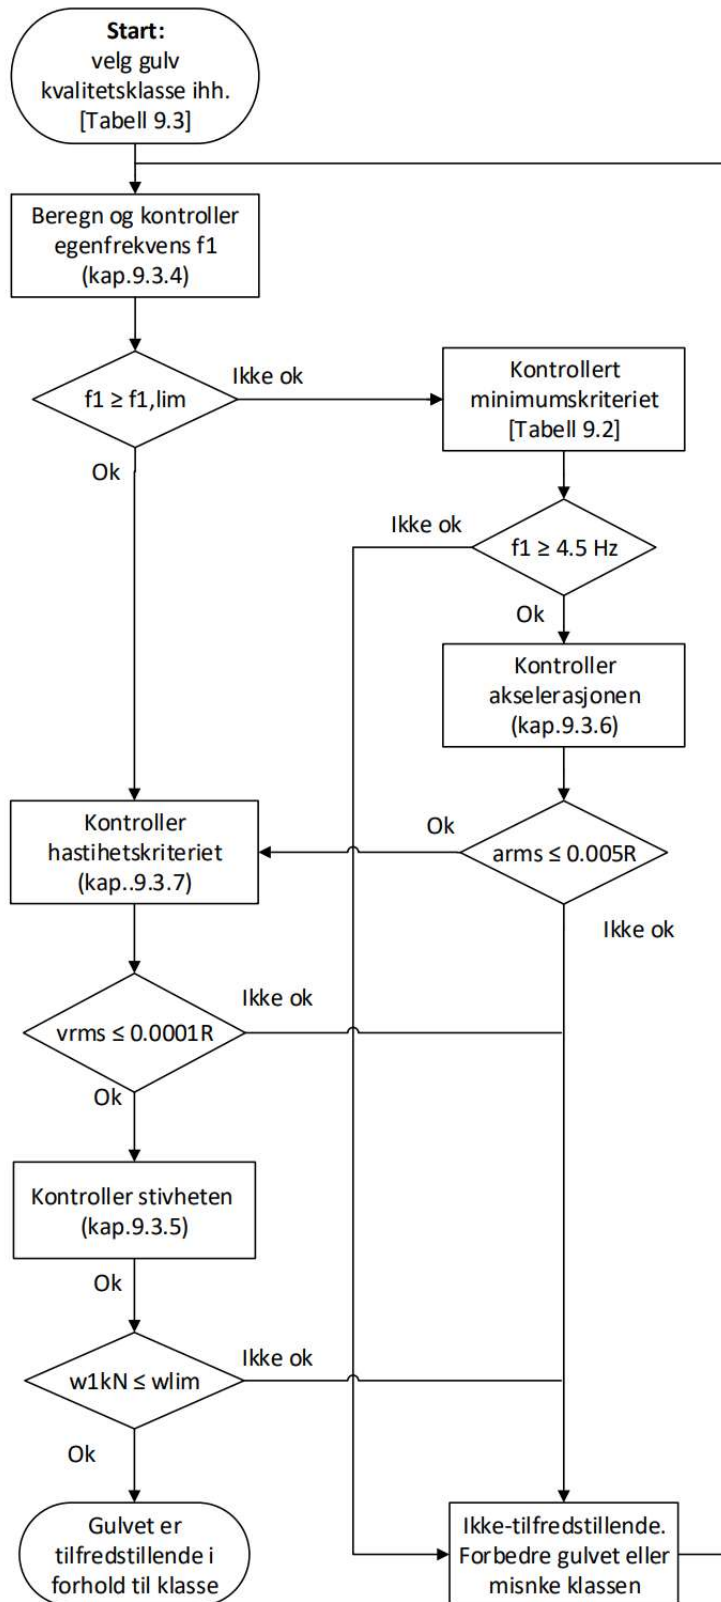 Start:
velg gulv
kvalitetsklasse ihh.
[Tabell 9.3]
Beregn og kontroller
egenfrekvens f1
(kap.9.3.4)
f1 ≥ f1,lim
Ikke ok
Ok
Kontrollert
minimumskriteriet
[Tabell 9.2]
Ikke ok
f1 ≥ 4.5 Hz
Ok
Kontroller
akselerasjonen
(kap.9.3.6)
Ok
arms ≤ 0.005R
Ikke ok
Kontroller
hastihetskriteriet
(kap..9.3.7)
Ikke ok
vrms ≤ 0.0001R
Ok
Kontroller stivheten
(kap.9.3.5)
Ok
Ikke ok
w1kN ≤ wlim
Ok
Gulvet er
tilfredstillende i
forhold til klasse
Ikke-tilfredstillende.
Forbedre gulvet eller
misnke klassen